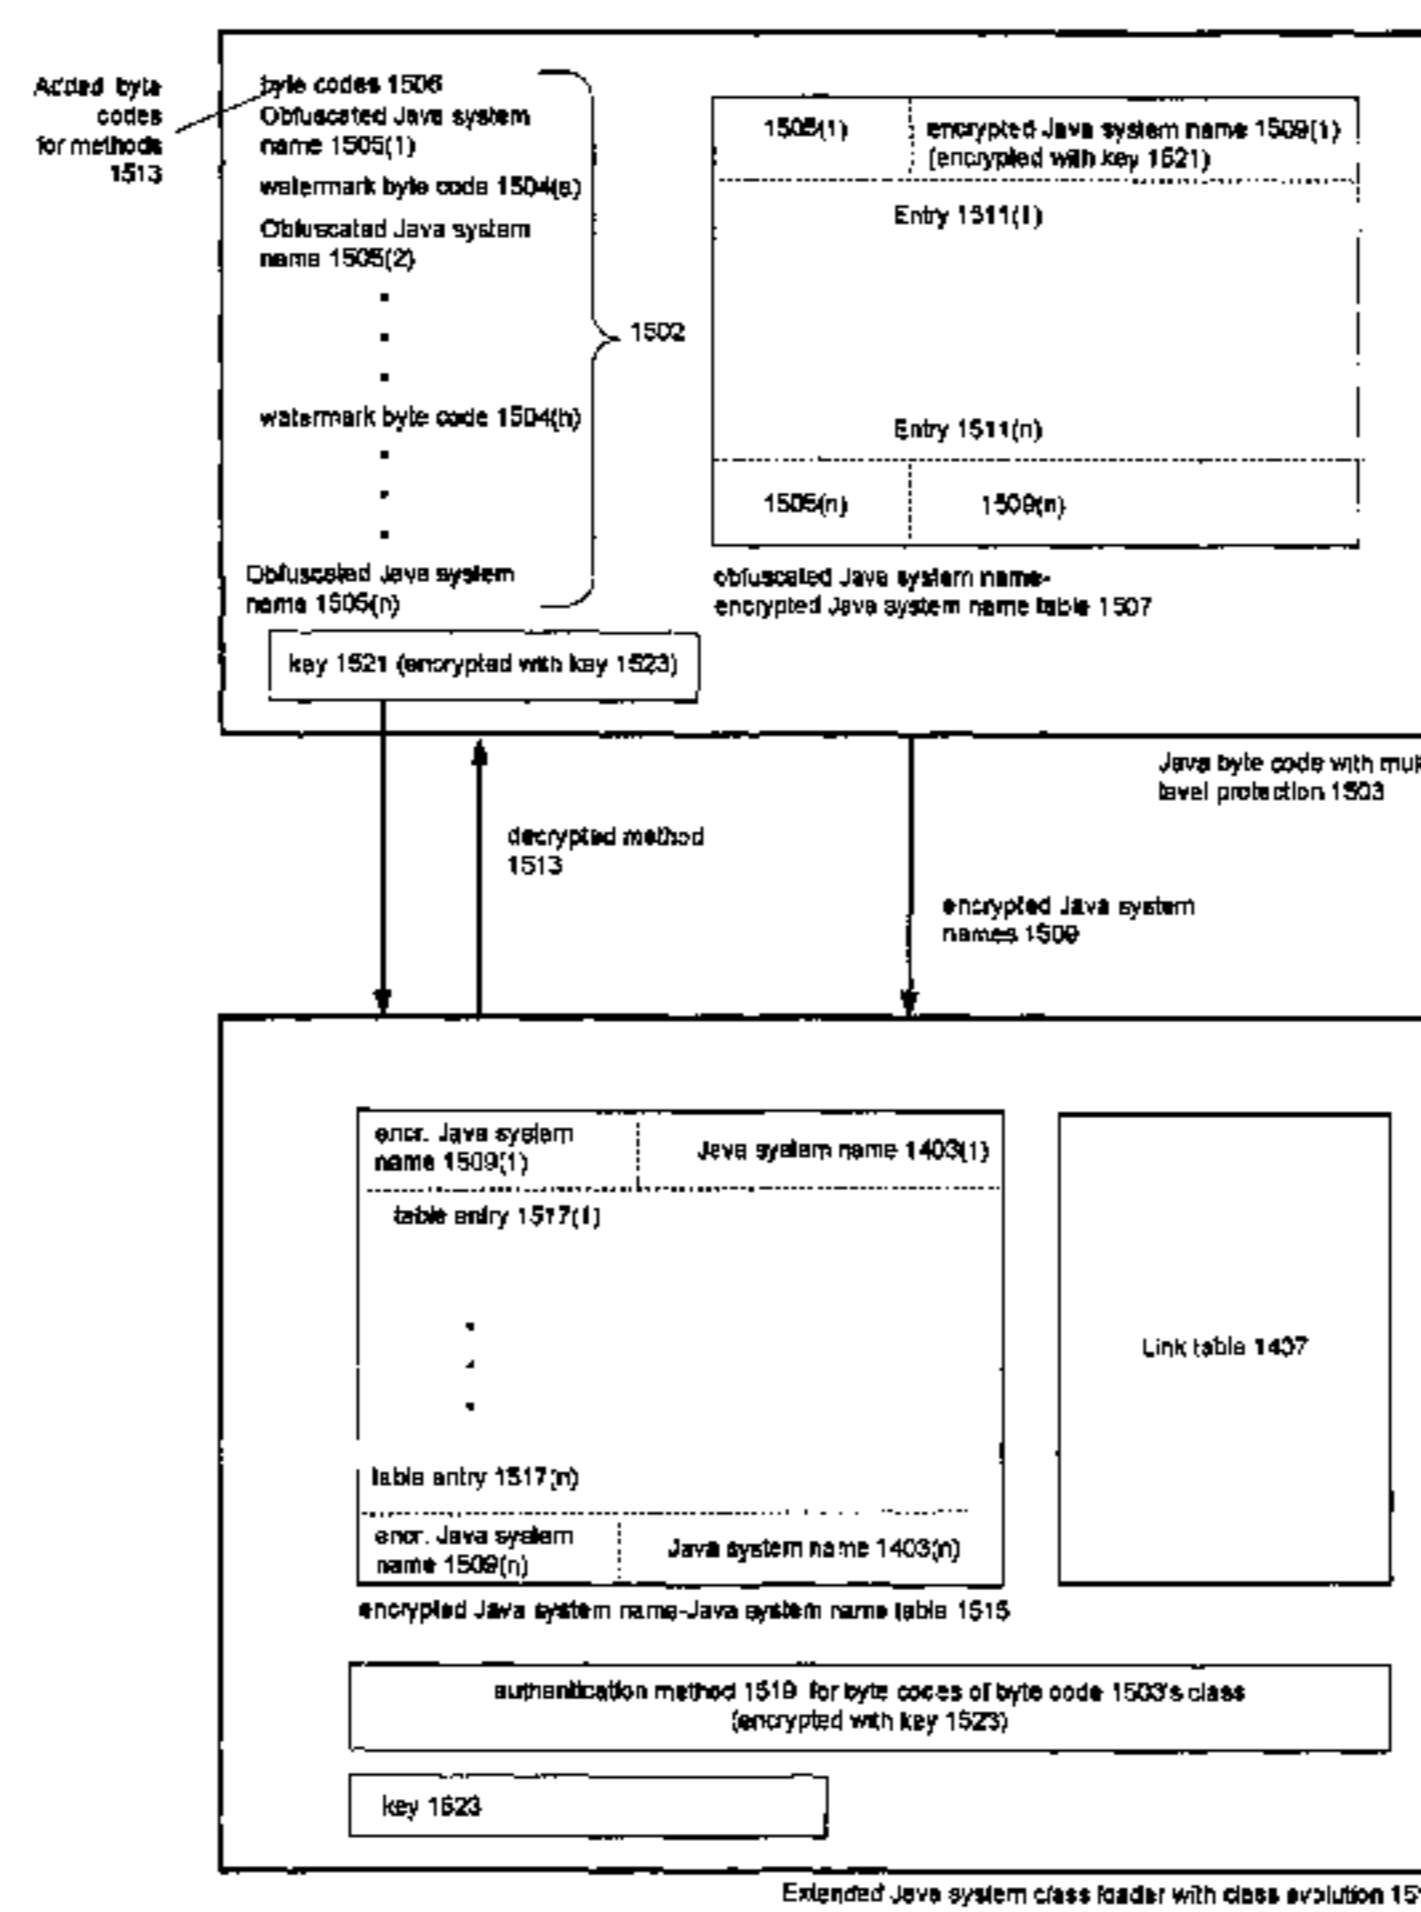 Added byte
codes
for methods
1513
byte codes 1506
Obfuscated Java system
name 1505(1)
watermark byte code 1504(a)
Obfuscated Java system
name 1505(2)
watermark byte code 1504(h)
Obfuscated Java system
name 1505(n)
1502
1505(1)
encrypted Java system name 1509(1)
(encrypted with key 1521)
Entry 1511(1)
Entry 1511(n)
1505(n)
1509(n)
obfuscated Java system name-
encrypted Java system name table 1507
key 1521 (encrypted with key 1523)
Java byte code with mul
level protection 1503
decrypted method
1513
encrypted Java system
names 1509
encr. Java system
name 1509(1)
Java system name 1403(1)
table entry 1517(1)
table entry 1517(n)
encr. Java system
name 1509(n)
Java system name 1403(n)
encrypted Java system name-Java system name table 1515
Link table 1407
authentication method 1519 for byte codes of byte code 1503's class
(encrypted with key 1523)
key 1523
Extended Java system class loader with class evolution 15